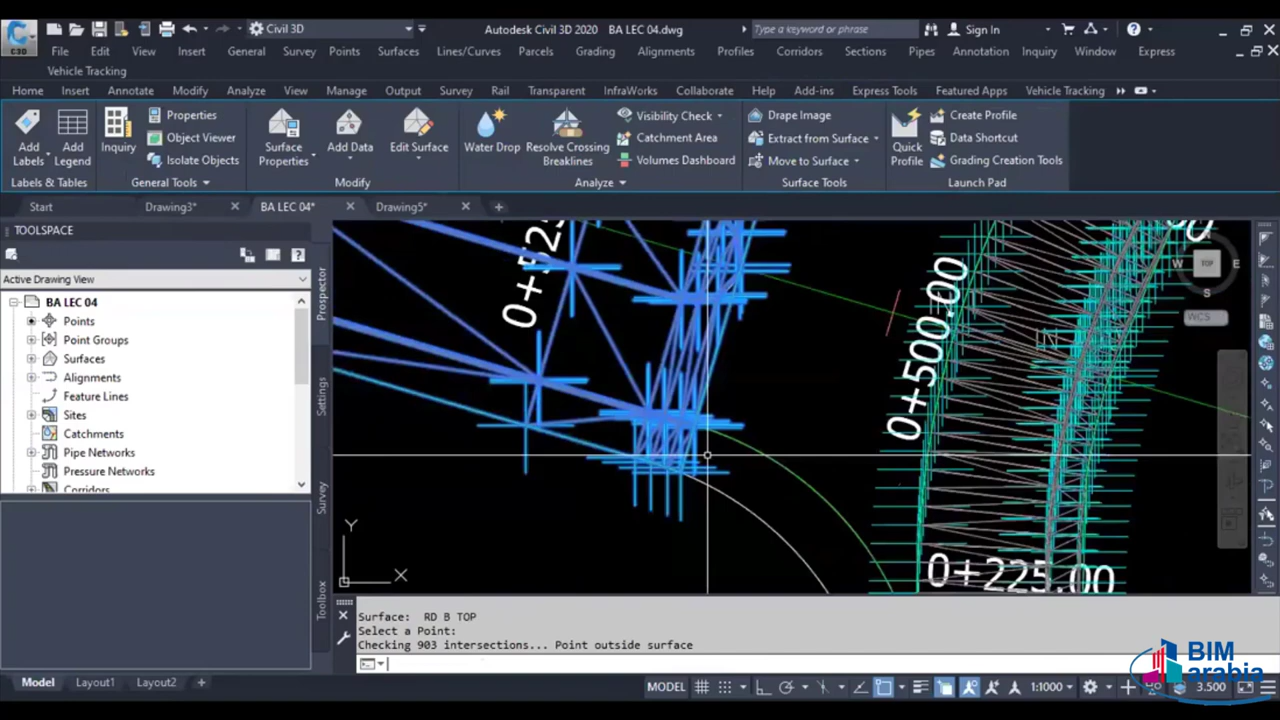 Civil 3D
Autodesk Civil 3D 2020 BA LEC 04.dwg
Type a keyword or phrase
Sign In
C3D
File Edit View Insert General Survey Points Surfaces Lines/Curves Parcels Grading Alignments Profiles Corridors Sections Pipes Annotation Inquiry Window Express
Vehicle Tracking
Home Insert Annotate Modify Analyze View Manage Output Survey Rail Transparent InfraWorks Collaborate Help Add-ins Express Tools Featured Apps Vehicle Tracking
Add Labels
Add Legend
Inquiry
Properties
Object Viewer
Isolate Objects
Surface Properties
Add Data
Edit Surface
Water Drop
Resolve Crossing Breaklines
Visibility Check
Catchment Area
Volumes Dashboard
Drape Image
Extract from Surface
Move to Surface
Quick Profile
Create Profile
Data Shortcut
Grading Creation Tools
Labels & Tables
General Tools
Modify
Analyze
Surface Tools
Launch Pad
Start
Drawing3*
BA LEC 04*
Drawing5*
TOOLSPACE
Active Drawing View
BA LEC 04
Points
Point Groups
Surfaces
Alignments
Feature Lines
Sites
Catchments
Pipe Networks
Pressure Networks
Corridors
Prospector
Settings
Survey
Toolbox
0+500.00
0+225.00
TOP
W
E
S
WCS
Y
X
Surface: RD B TOP
Select a Point:
Checking 903 intersections... Point outside surface
Model
Layout1
Layout2
MODEL
1:1000
3.500
BIM
arabia